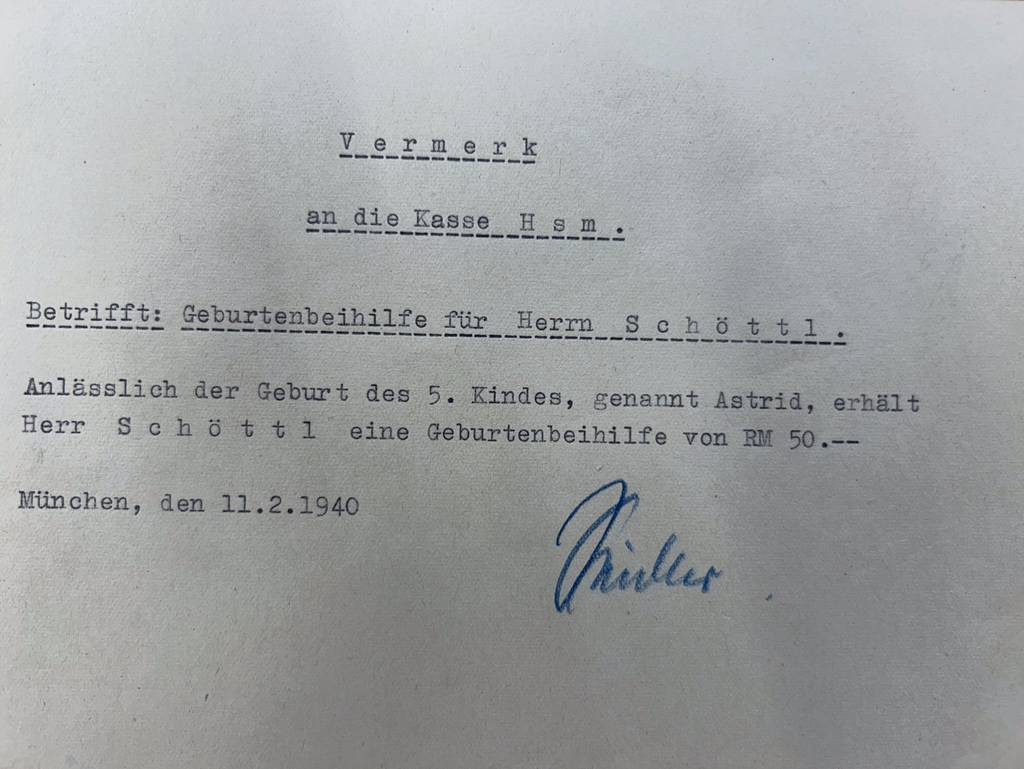 V e r m e r k
an die Kasse H s m .
Betrifft: Geburtenbeihilfe für Herrn S c h ö t t l .
Anlässlich der Geburt des 5. Kindes, genannt Astrid, erhält
Herr S c h ö t t l eine Geburtenbeihilfe von RM 50.--
München, den 11.2.1940